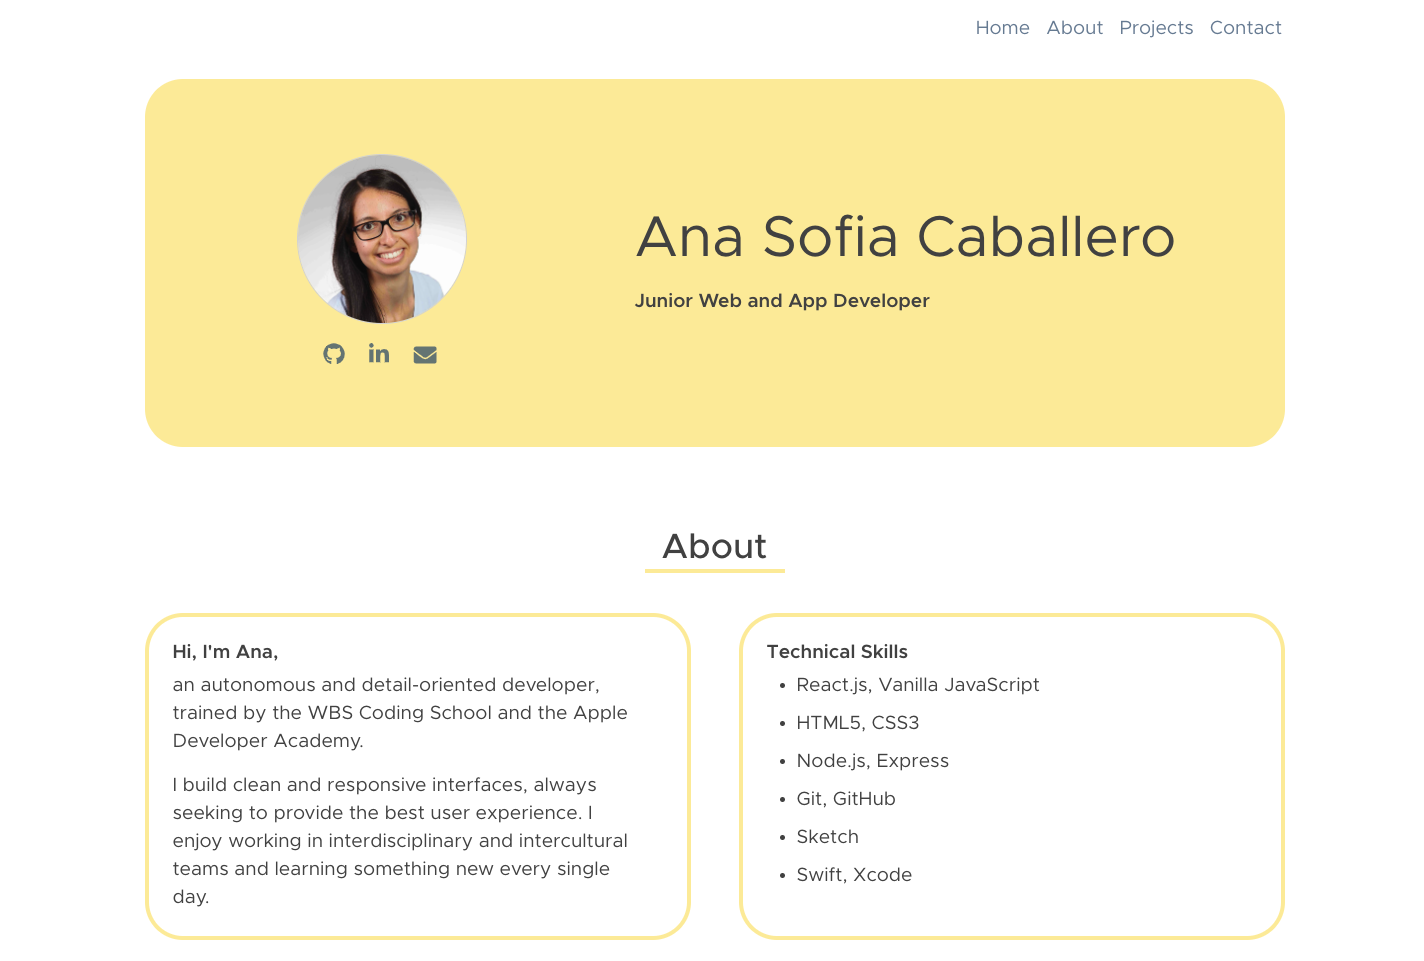 Home About Projects Contact
Ana Sofia Caballero
Junior Web and App Developer
About
Hi, I'm Ana,
an autonomous and detail-oriented developer,
trained by the WBS Coding School and the Apple
Developer Academy.
I build clean and responsive interfaces, always
seeking to provide the best user experience. I
enjoy working in interdisciplinary and intercultural
teams and learning something new every single
day.
Technical Skills
• React.js, Vanilla JavaScript
• HTML5, CSS3
• Node.js, Express
• Git, GitHub
• Sketch
• Swift, Xcode